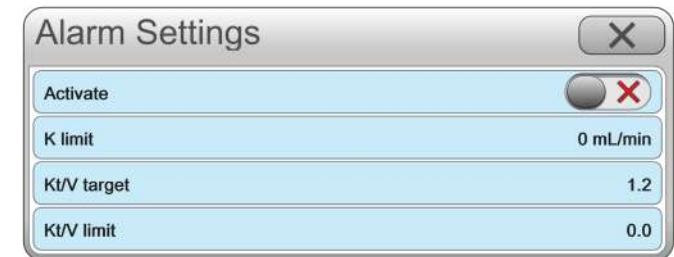 Alarm Settings
Activate
K limit 0 mL/min
Kt/V target 1.2
Kt/V limit 0.0